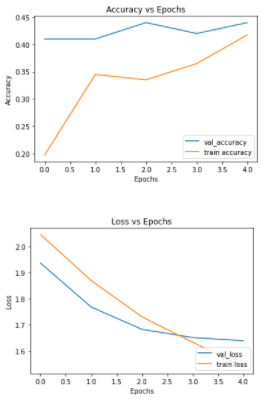 Accuracy vs Epochs
0.45
0.40
0.35
0.30
0.25
0.20
Accuracy
val_accuracy
train accuracy
0.0 0.5 1.0 1.5 2.0 2.5 3.0 3.5 4.0
Epochs
Loss vs Epochs
2.0
1.9
1.8
1.7
1.6
Loss
val_loss
train loss
0.0 0.5 1.0 1.5 2.0 2.5 3.0 3.5 4.0
Epochs